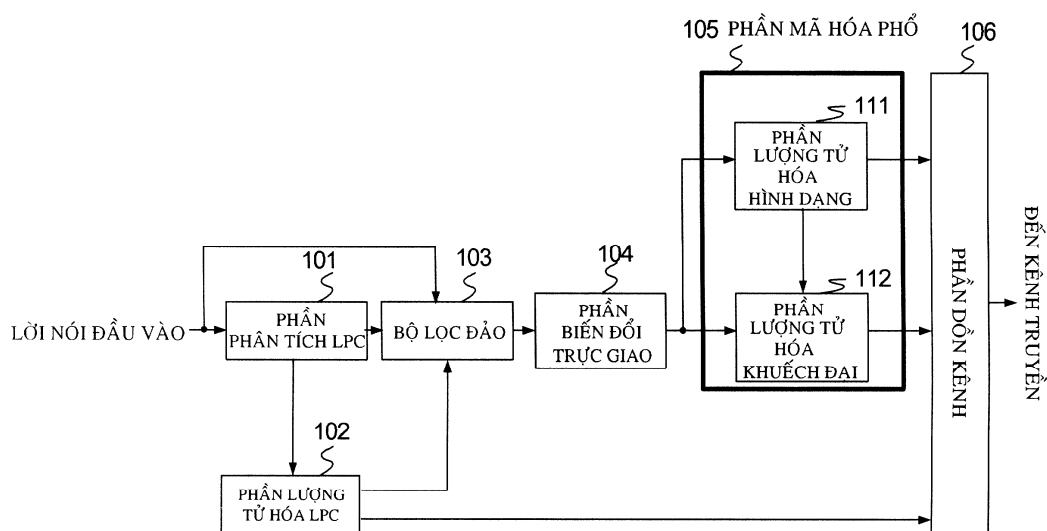 105 PHẦN MÃ HÓA PHỔ
106
111
PHẦN
LƯỢNG TỬ
HÓA
HÌNH DẠNG
112
PHẦN
LƯỢNG TỬ
HÓA
KHUẾCH ĐẠI
104
PHẦN
BIẾN ĐỔI
TRỰC GIAO
103
BỘ LỌC ĐẢO
101
PHẦN
PHÂN TÍCH LPC
LỜI NÓI ĐẦU VÀO
102
PHẦN LƯỢNG
TỬ HÓA LPC
PHẦN DỒN KÊNH
ĐẾN KÊNH TRUYỀN